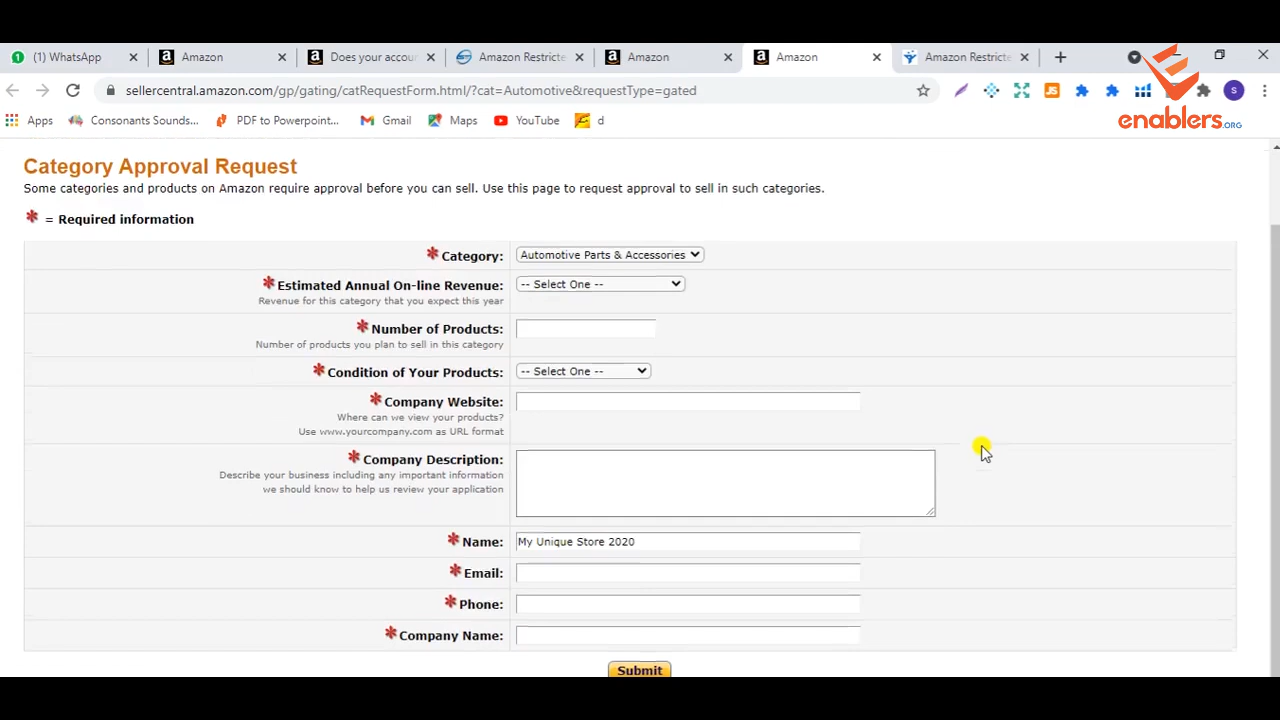 (1) WhatsApp
Amazon
Does your accou
Amazon Restricte
Amazon
Amazon
Amazon Restricte
sellercentral.amazon.com/gp/gating/catRequestForm.html/?cat=Automotive&requestType=gated
JS
S
Apps
Consonants Sounds...
PDF to Powerpoint...
Gmail
Maps
YouTube
d
enablers.ORG
Category Approval Request
Some categories and products on Amazon require approval before you can sell. Use this page to request approval to sell in such categories.
* = Required information
* Category: Automotive Parts & Accessories
* Estimated Annual On-line Revenue: -- Select One --
Revenue for this category that you expect this year
* Number of Products:
Number of products you plan to sell in this category
* Condition of Your Products: -- Select One --
* Company Website:
Where can we view your products?
Use www.yourcompany.com as URL format
* Company Description:
Describe your business including any important information
we should know to help us review your application
* Name: My Unique Store 2020
* Email:
* Phone:
* Company Name:
Submit